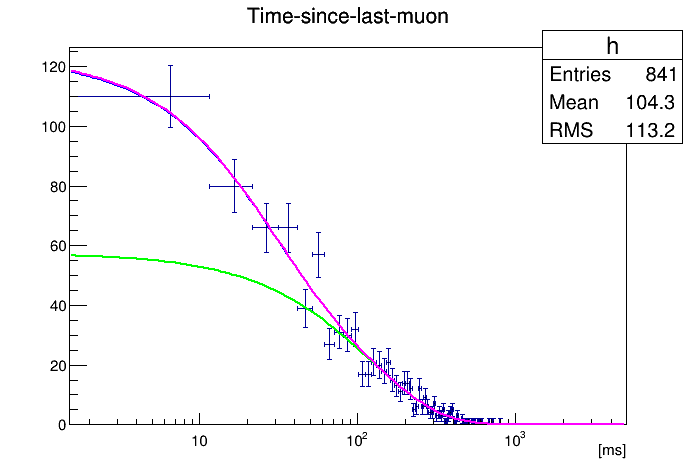 Time-since-last-muon
h
Entries 841
Mean 104.3
RMS 113.2
120
100
80
60
40
20
0
10 10² 10³
[ms]